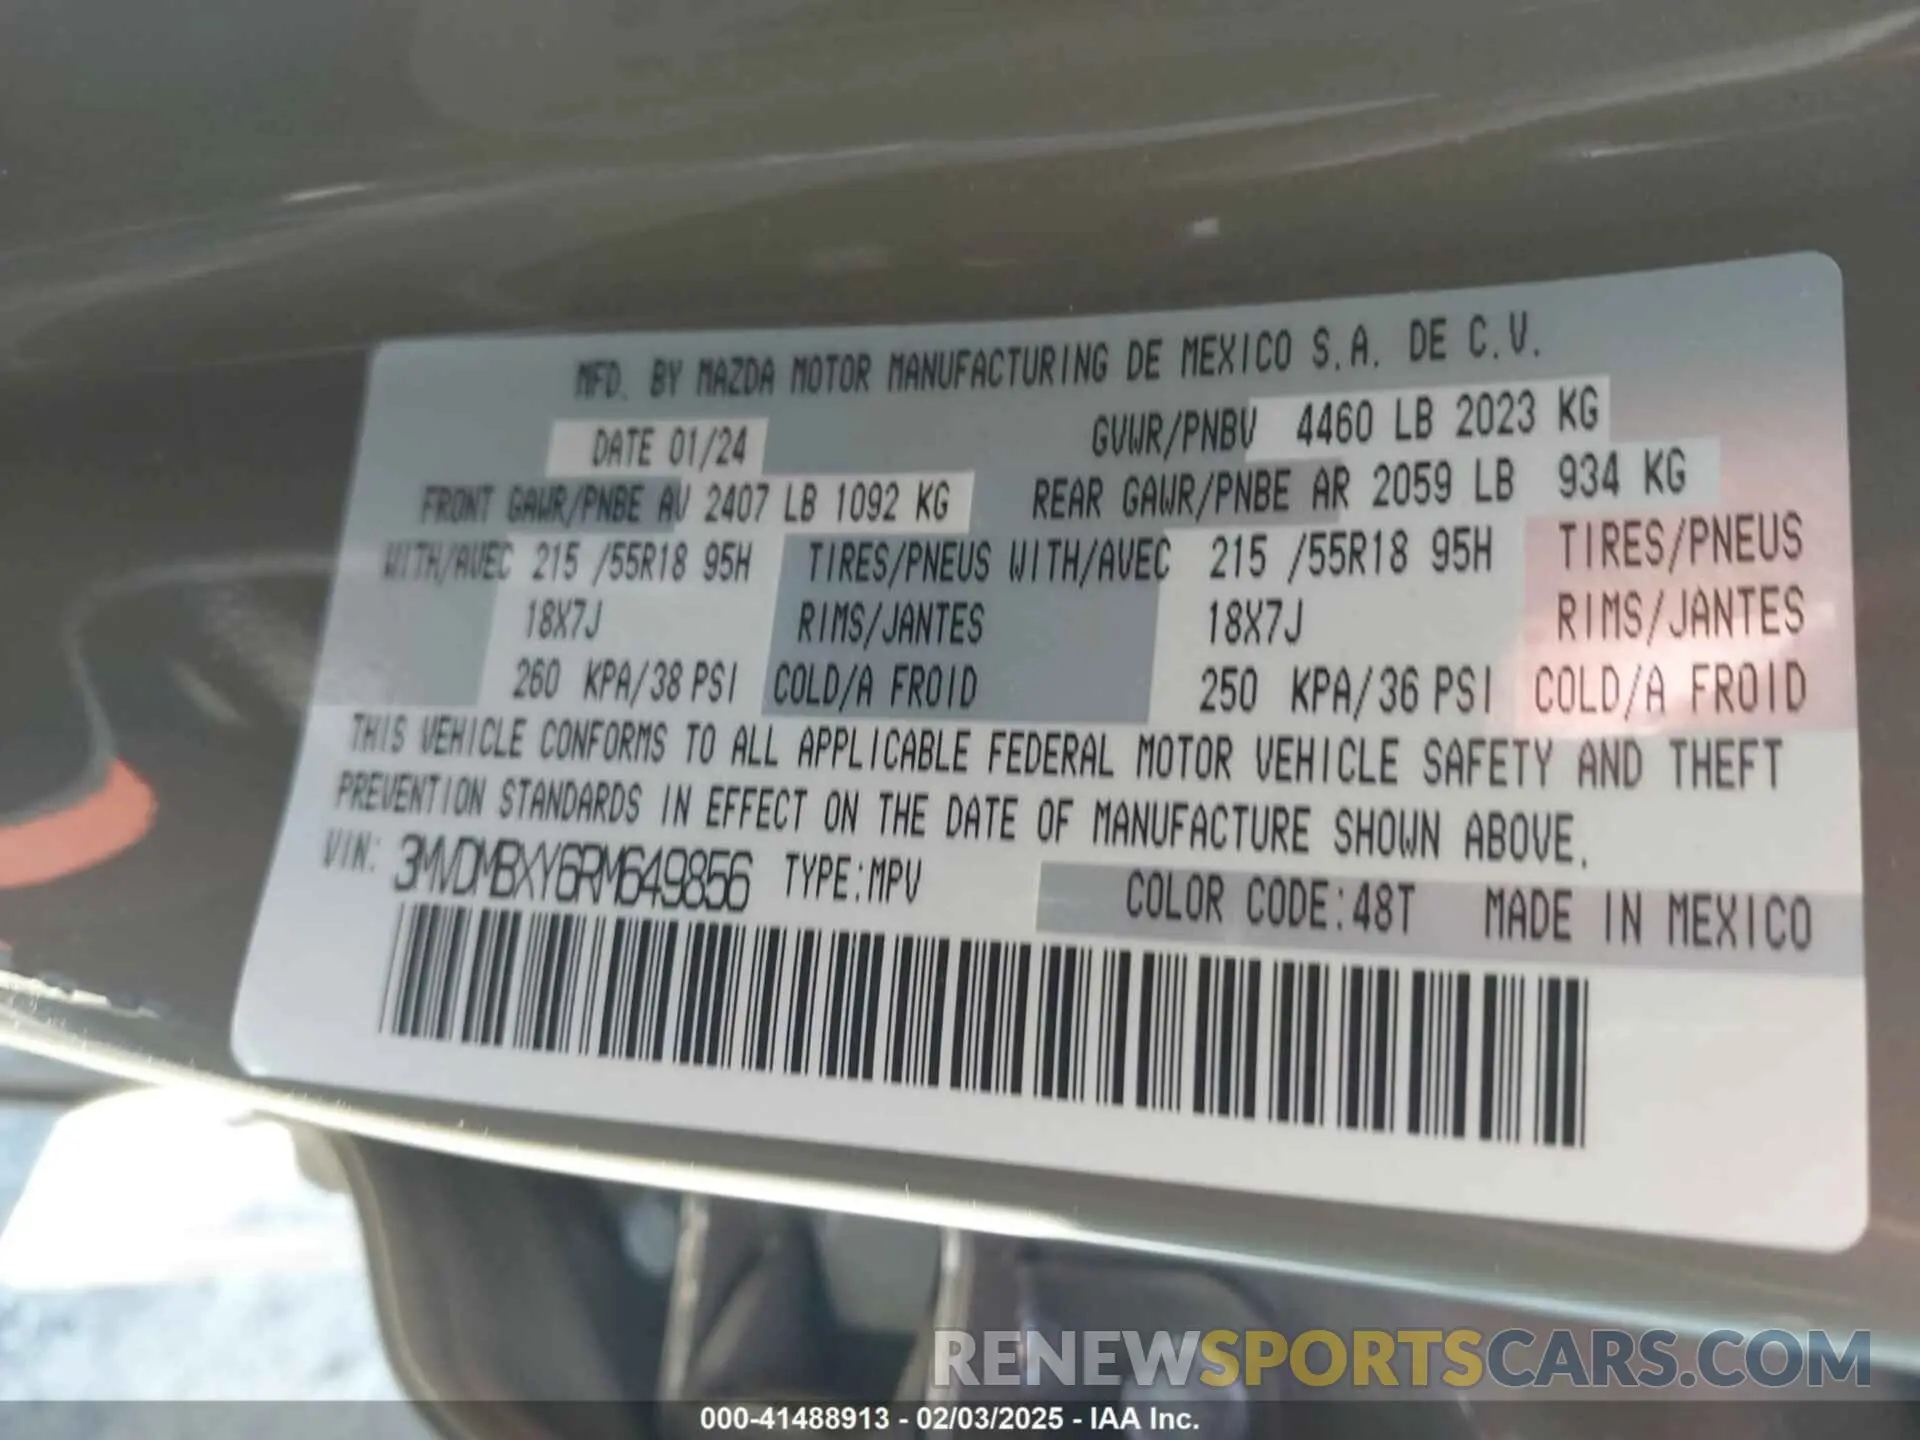 MFD. BY MAZDA MOTOR MANUFACTURING DE MEXICO S.A. DE C.V.
DATE 01/24 GVWR/PNBV 4460 LB 2023 KG
FRONT GAWR/PNBE AV 2407 LB 1092 KG REAR GAWR/PNBE AR 2059 LB 934 KG
WITH/AVEC 215 /55R18 95H TIRES/PNEUS WITH/AVEC 215 /55R18 95H TIRES/PNEUS
18X7J RIMS/JANTES 18X7J RIMS/JANTES
260 KPA/38 PSI COLD/A FROID 250 KPA/36 PSI COLD/A FROID
THIS VEHICLE CONFORMS TO ALL APPLICABLE FEDERAL MOTOR VEHICLE SAFETY AND THEFT
PREVENTION STANDARDS IN EFFECT ON THE DATE OF MANUFACTURE SHOWN ABOVE.
VIN: 3MVDMBXY6RM649856 TYPE:MPV COLOR CODE:48T MADE IN MEXICO
RENEWSPORTSCARS.COM
000-41488913 - 02/03/2025 - IAA Inc.